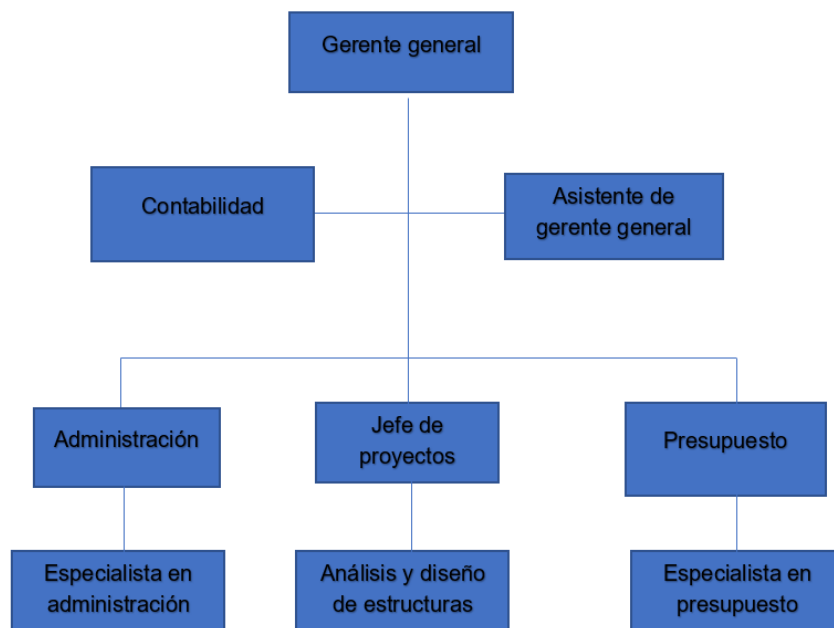 Gerente general
Contabilidad
Asistente de
gerente general
Administración
Jefe de
proyectos
Presupuesto
Especialista en
administración
Análisis y diseño
de estructuras
Especialista en
presupuesto